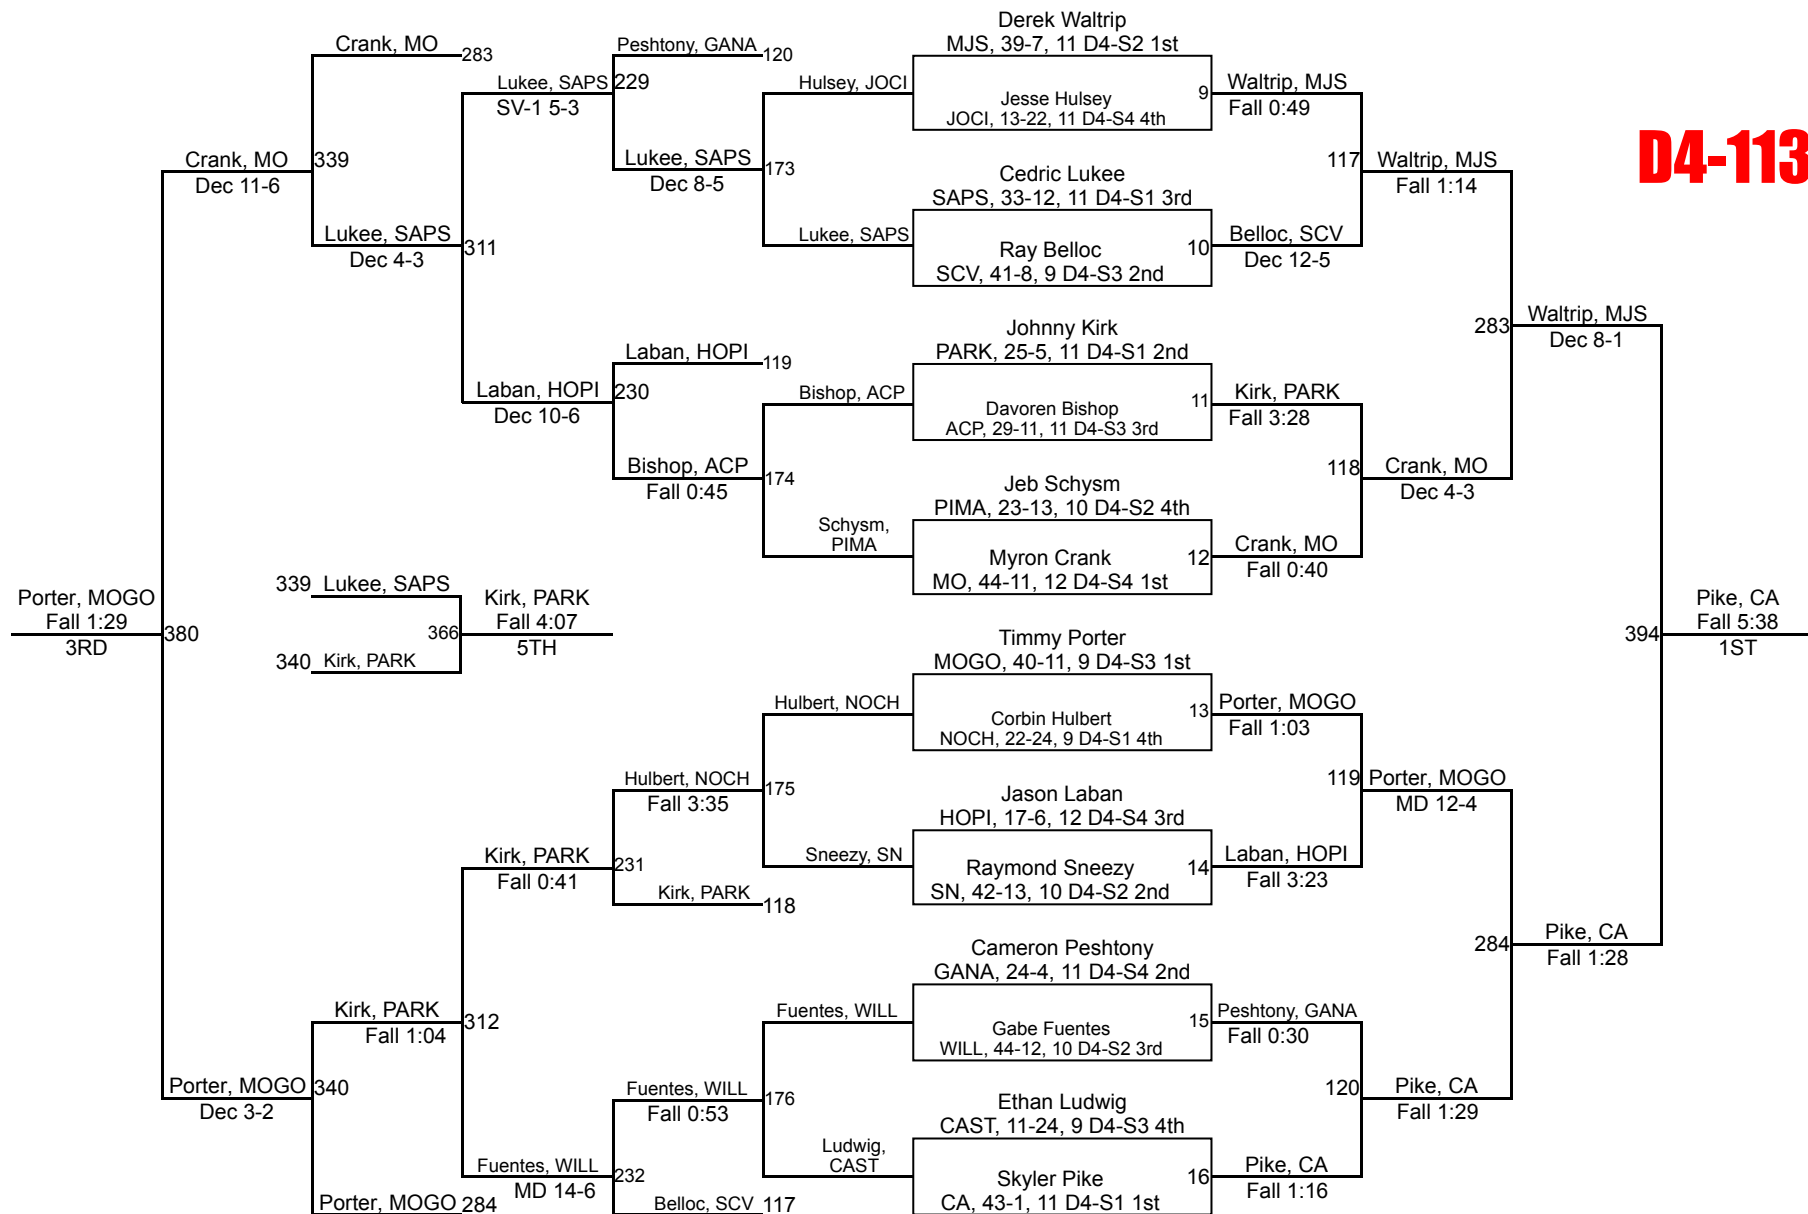 Derek Waltrip
MJS, 39-7, 11 D4-S2 1st
Crank, MO
283
Peshtony, GANA
120
Lukee, SAPS
229
SV-1 5-3
Hulsey, JOCI
Jesse Hulsey
JOCI, 13-22, 11 D4-S4 4th
9
Waltrip, MJS
Fall 0:49
D4-113
Crank, MO
339
Dec 11-6
Lukee, SAPS
173
Dec 8-5
Cedric Lukee
SAPS, 33-12, 11 D4-S1 3rd
117
Waltrip, MJS
Fall 1:14
Lukee, SAPS
311
Dec 4-3
Lukee, SAPS
Ray Belloc
SCV, 41-8, 9 D4-S3 2nd
10
Belloc, SCV
Dec 12-5
283
Waltrip, MJS
Dec 8-1
Johnny Kirk
PARK, 25-5, 11 D4-S1 2nd
Laban, HOPI
119
Laban, HOPI
230
Dec 10-6
Bishop, ACP
Davoren Bishop
ACP, 29-11, 11 D4-S3 3rd
11
Kirk, PARK
Fall 3:28
Bishop, ACP
174
Fall 0:45
Jeb Schysm
PIMA, 23-13, 10 D4-S2 4th
118
Crank, MO
Dec 4-3
Schysm,
PIMA
Myron Crank
MO, 44-11, 12 D4-S4 1st
12
Crank, MO
Fall 0:40
339
Lukee, SAPS
Porter, MOGO
Fall 1:29
3RD
380
366
Kirk, PARK
Fall 4:07
5TH
340
Kirk, PARK
394
Pike, CA
Fall 5:38
1ST
Timmy Porter
MOGO, 40-11, 9 D4-S3 1st
Hulbert, NOCH
Corbin Hulbert
NOCH, 22-24, 9 D4-S1 4th
13
Porter, MOGO
Fall 1:03
Hulbert, NOCH
175
Fall 3:35
Jason Laban
HOPI, 17-6, 12 D4-S4 3rd
119
Porter, MOGO
MD 12-4
Kirk, PARK
231
Fall 0:41
Kirk, PARK
118
Sneezy, SN
Raymond Sneezy
SN, 42-13, 10 D4-S2 2nd
14
Laban, HOPI
Fall 3:23
284
Pike, CA
Fall 1:28
Cameron Peshtony
GANA, 24-4, 11 D4-S4 2nd
Kirk, PARK
312
Fall 1:04
Fuentes, WILL
Gabe Fuentes
WILL, 44-12, 10 D4-S2 3rd
15
Peshtony, GANA
Fall 0:30
Porter, MOGO
340
Dec 3-2
Fuentes, WILL
176
Fall 0:53
Ethan Ludwig
CAST, 11-24, 9 D4-S3 4th
120
Pike, CA
Fall 1:29
Fuentes, WILL
232
MD 14-6
Ludwig,
CAST
Skyler Pike
CA, 43-1, 11 D4-S1 1st
16
Pike, CA
Fall 1:16
Porter, MOGO
284
Belloc, SCV
117